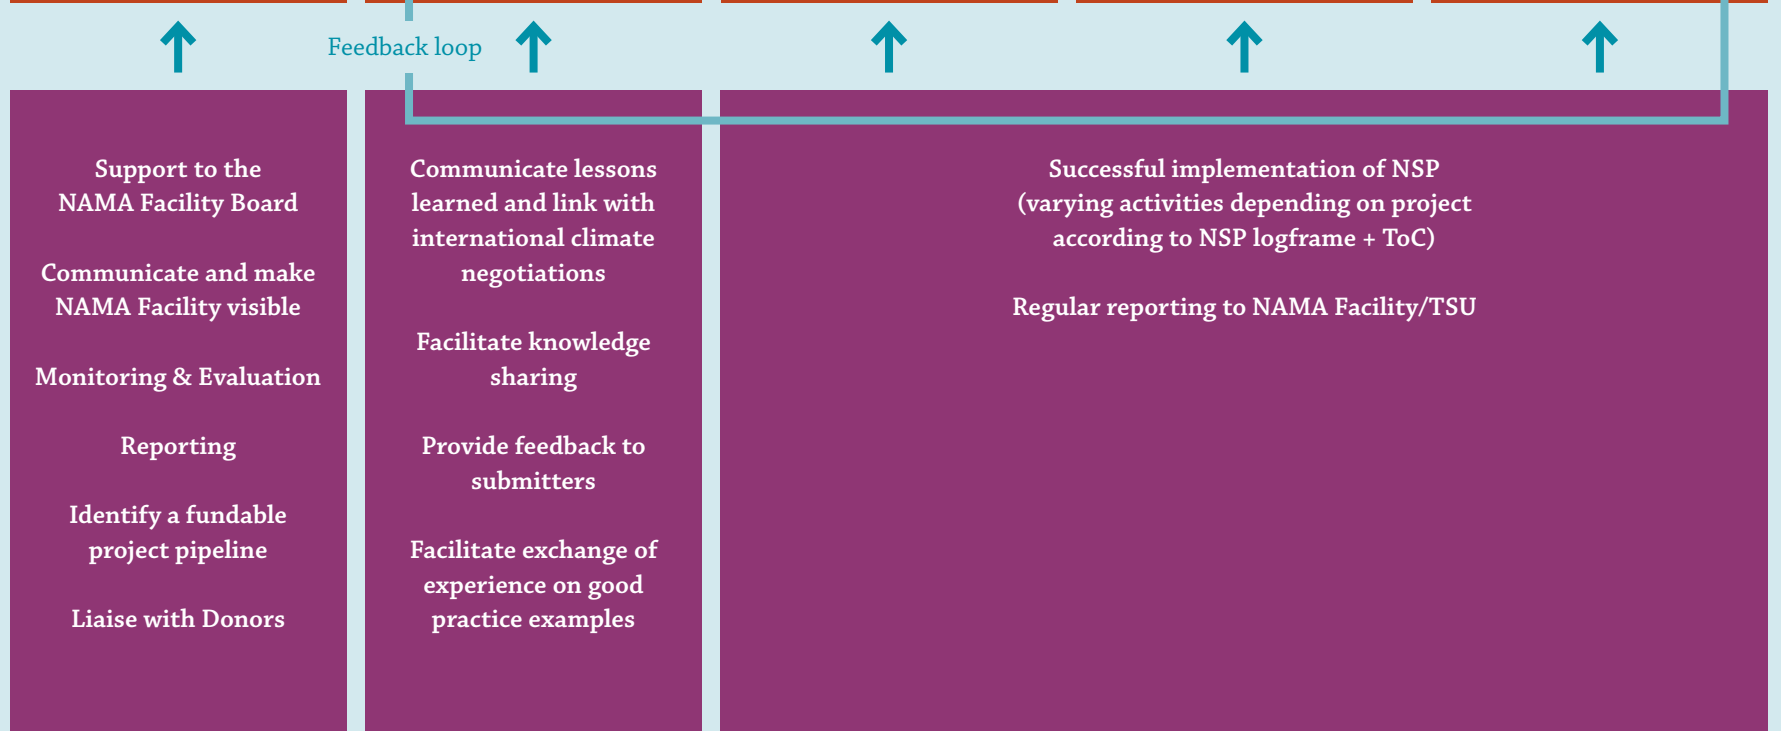 Feedback loop
Support to the
NAMA Facility Board
Communicate and make
NAMA Facility visible
Monitoring & Evaluation
Reporting
Identify a fundable
project pipeline
Liaise with Donors
Communicate lessons
learned and link with
international climate
negotiations
Facilitate knowledge
sharing
Provide feedback to
submitters
Facilitate exchange of
experience on good
practice examples
Successful implementation of NSP
(varying activities depending on project
according to NSP logframe + ToC)
Regular reporting to NAMA Facility/TSU